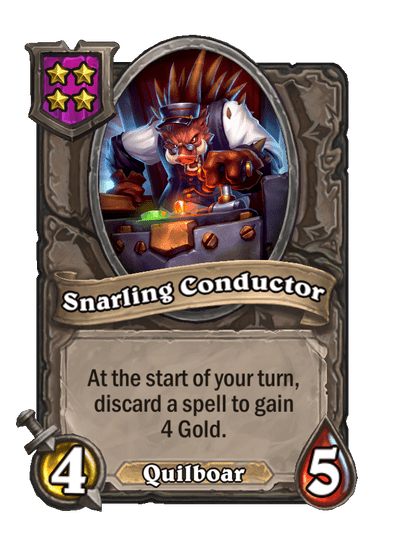 Snarling Conductor
At the start of your turn,
discard a spell to gain
4 Gold.
4
Quilboar
5